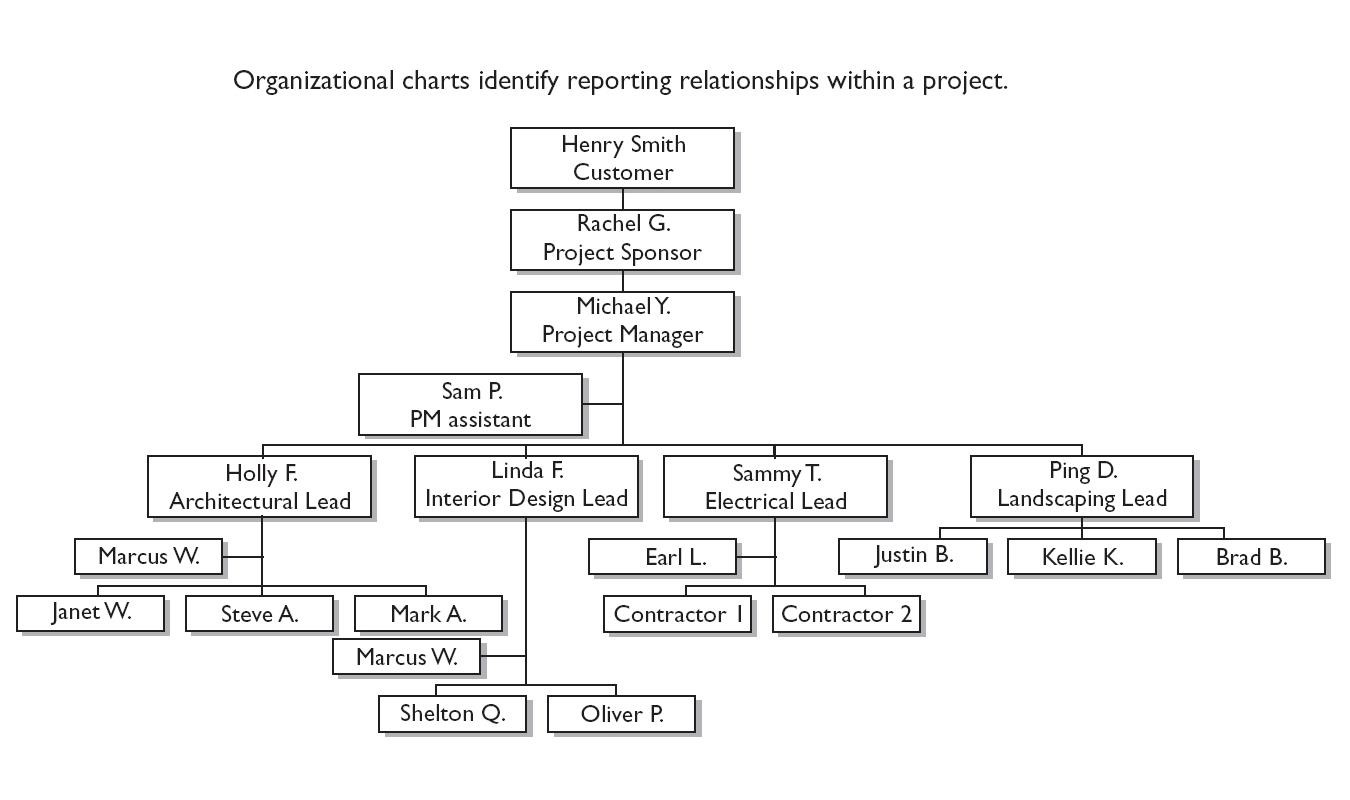 Organizational charts identify reporting relationships within a project.
Henry Smith
Customer
Rachel G.
Project Sponsor
Michael Y.
Project Manager
Sam P.
PM assistant
Holly F.
Architectural Lead
Linda F.
Interior Design Lead
Sammy T.
Electrical Lead
Ping D.
Landscaping Lead
Marcus W.
Earl L.
Justin B.
Kellie K.
Brad B.
Janet W.
Steve A.
Mark A.
Contractor 1
Contractor 2
Marcus W.
Shelton Q.
Oliver P.